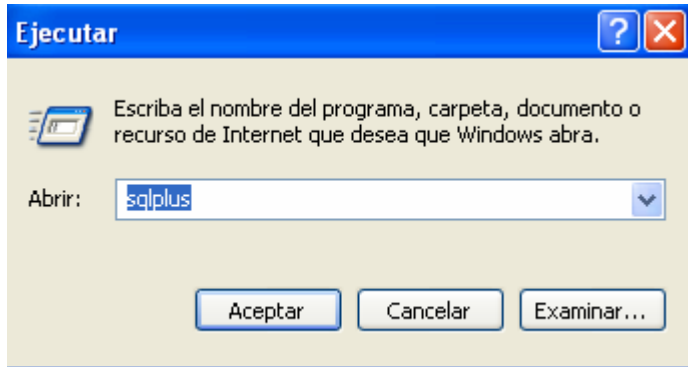 Ejecutar
Escriba el nombre del programa, carpeta, documento o
recurso de Internet que desea que Windows abra.
Abrir: sqlplus
Aceptar Cancelar Examinar...